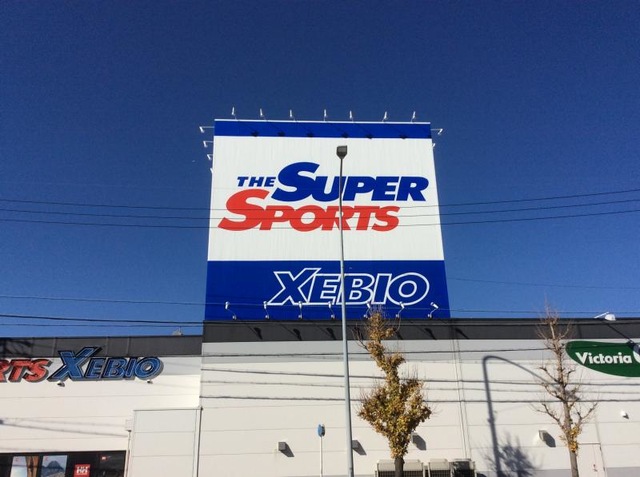 THE SUPER
SPORTS
XEBIO
RTS XEBIO
Victoria